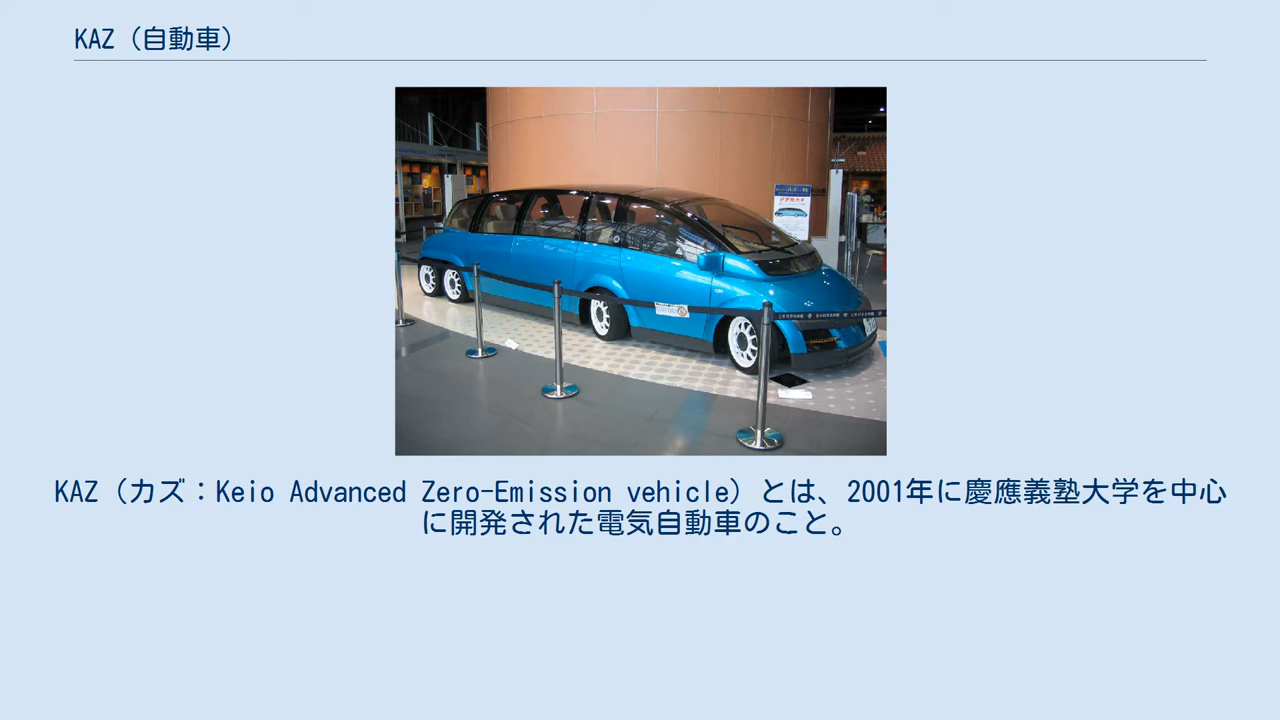 KAZ（自動車）
KAZ（カズ：Keio Advanced Zero-Emission vehicle）とは、2001年に慶應義塾大学を中心
に開発された電気自動車のこと。